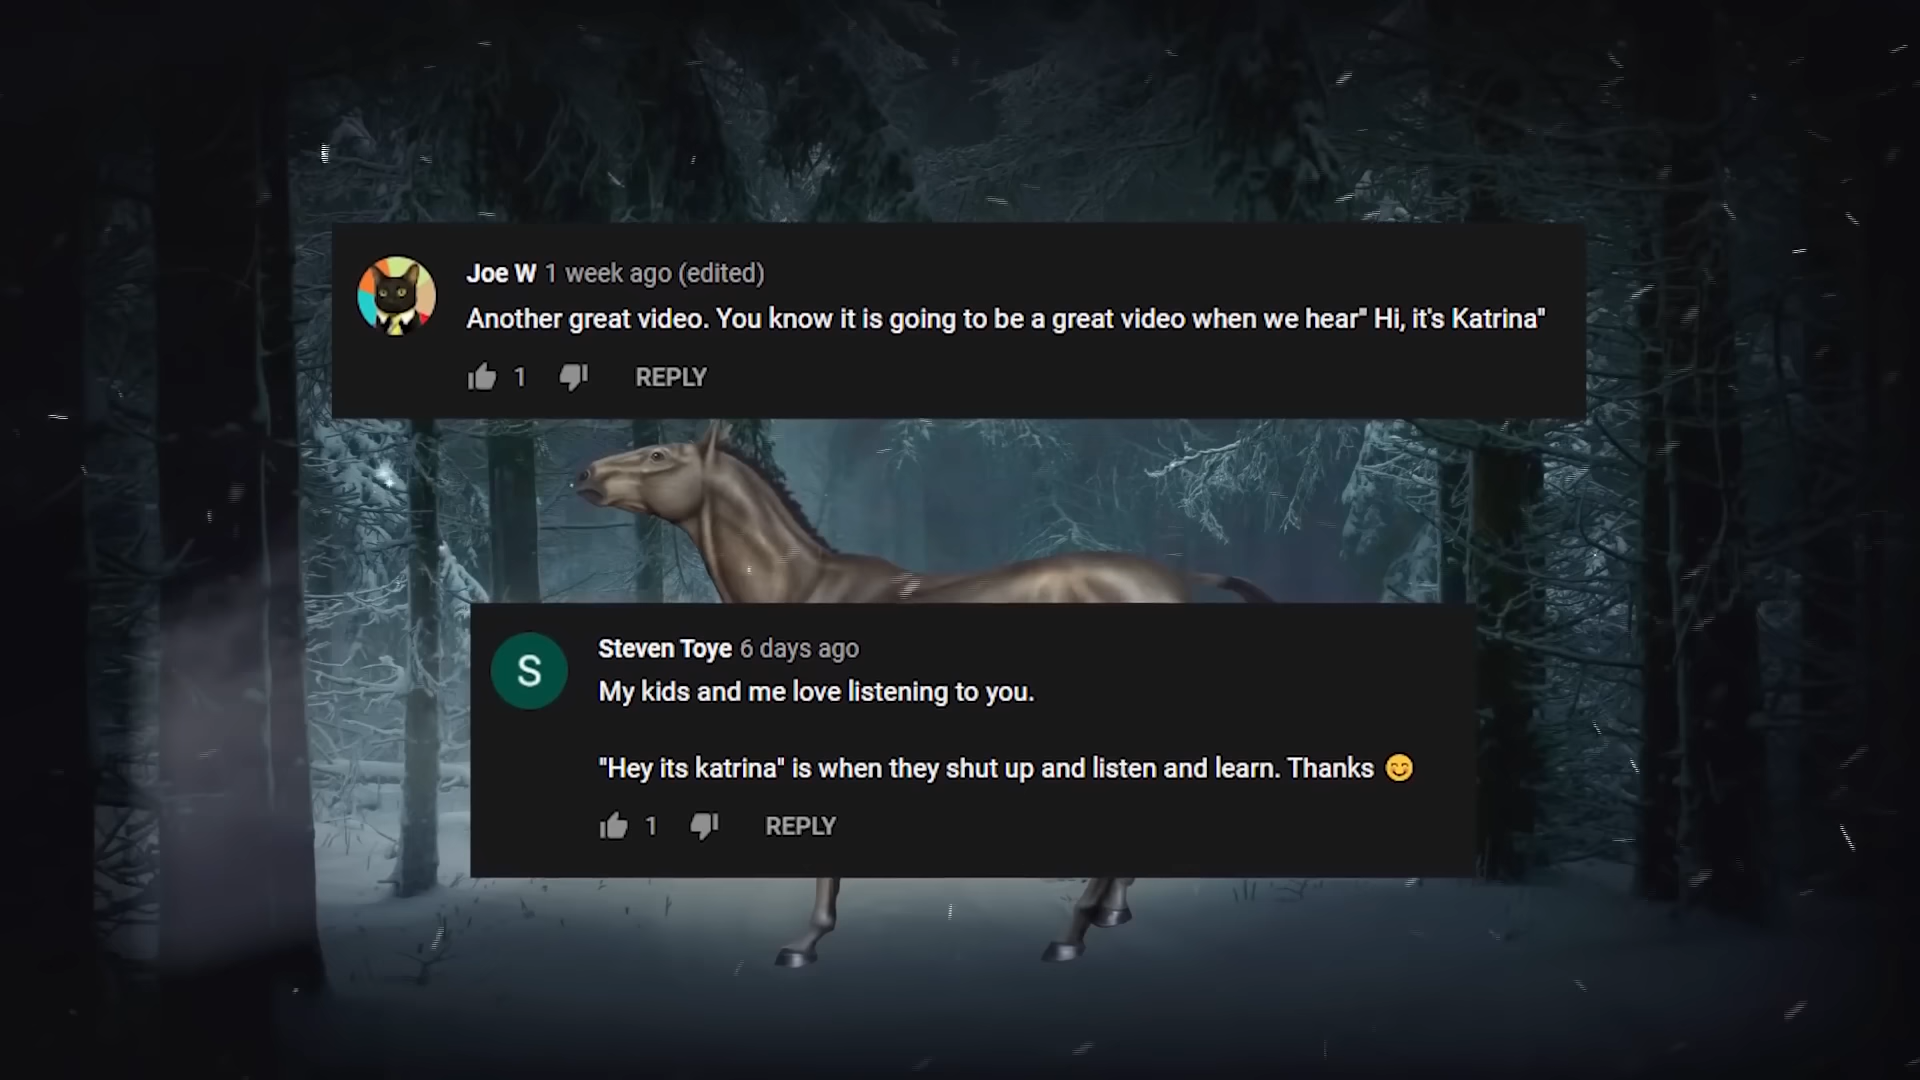 Joe W 1 week ago (edited)
Another great video. You know it is going to be a great video when we hear" Hi, it's Katrina"
1 REPLY
S
Steven Toye 6 days ago
My kids and me love listening to you.
"Hey its katrina" is when they shut up and listen and learn. Thanks 😊
1 REPLY